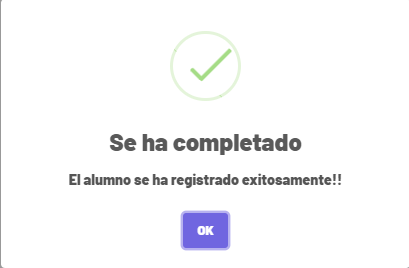 Se ha completado
El alumno se ha registrado exitosamente!!
OK